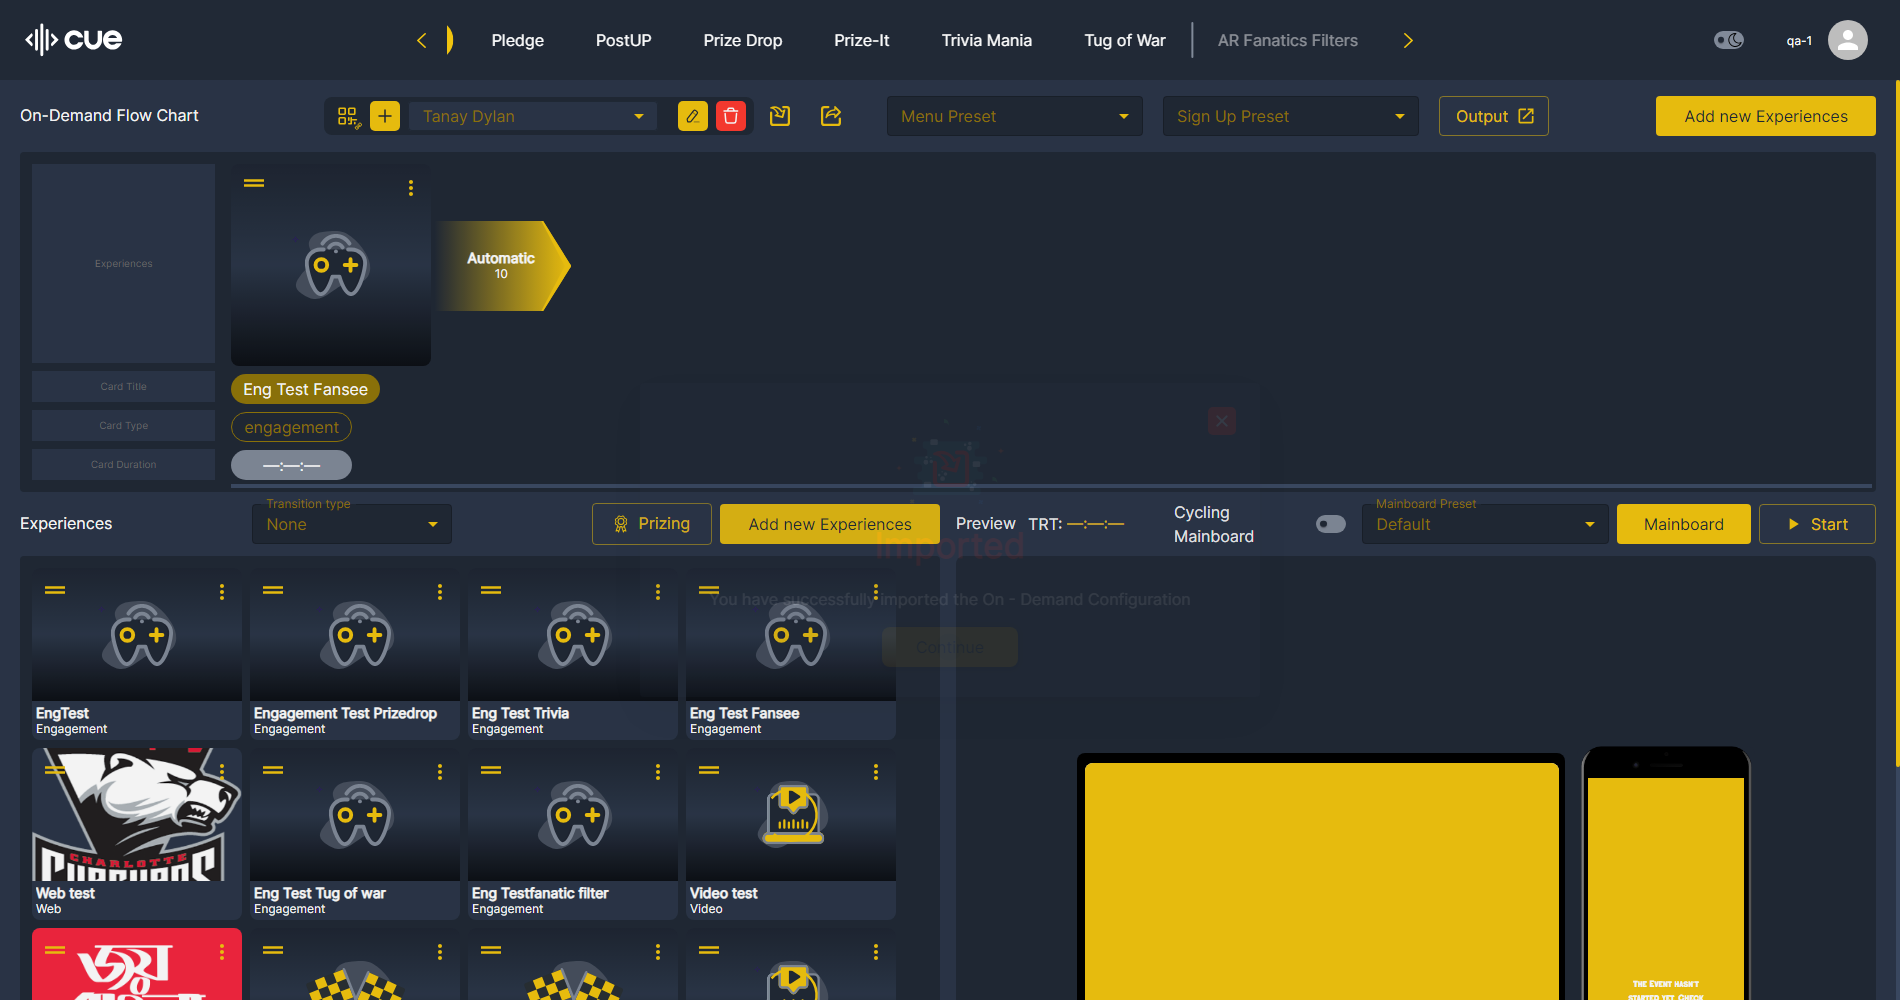 cue
Pledge
PostUP
Prize Drop
Prize-It
Trivia Mania
Tug of War
AR Fanatics Filters
qa-1
On-Demand Flow Chart
Tanay Dylan
Menu Preset
Sign Up Preset
Output
Add new Experiences
Experiences
Automatic
10
Card Title
Eng Test Fansee
Card Type
engagement
Card Duration
—:—:—
Experiences
Transition type
None
Prizing
Add new Experiences
Preview
TRT: —:—:—
Cycling
Mainboard
Mainboard Preset
Default
Mainboard
Start
Imported
You have successfully imported the On - Demand Configuration
Continue
EngTest
Engagement
Engagement Test Prizedrop
Engagement
Eng Test Trivia
Engagement
Eng Test Fansee
Engagement
CHARLOTTE
Web test
Web
Eng Test Tug of war
Engagement
Eng Testfanatic filter
Engagement
Video test
Video
জয়
The Event hasn't
started yet. Check